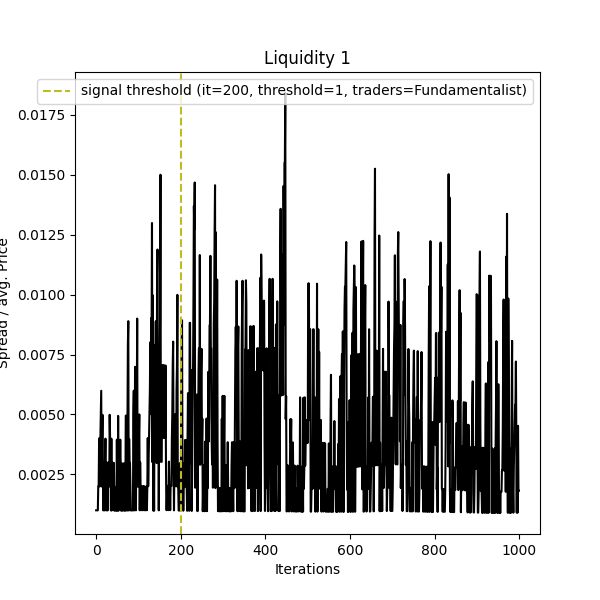 Liquidity 1
signal threshold (it=200, threshold=1, traders=Fundamentalist)
0.0175
0.0150
0.0125
0.0100
0.0075
0.0050
0.0025
Spread / avg. Price
0 200 400 600 800 1000
Iterations